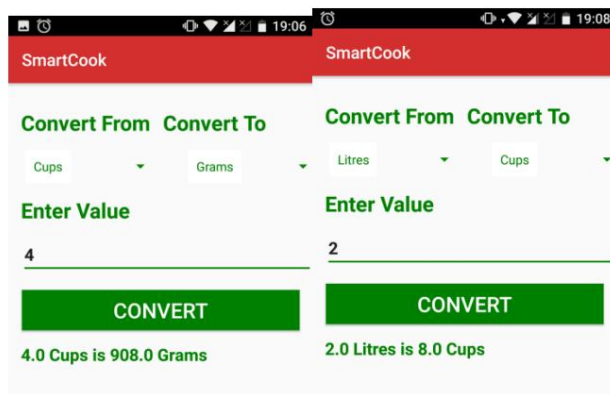 19:06
SmartCook
Convert From Convert To
Cups Grams
Enter Value
4
CONVERT
4.0 Cups is 908.0 Grams
19:08
SmartCook
Convert From Convert To
Litres Cups
Enter Value
2
CONVERT
2.0 Litres is 8.0 Cups